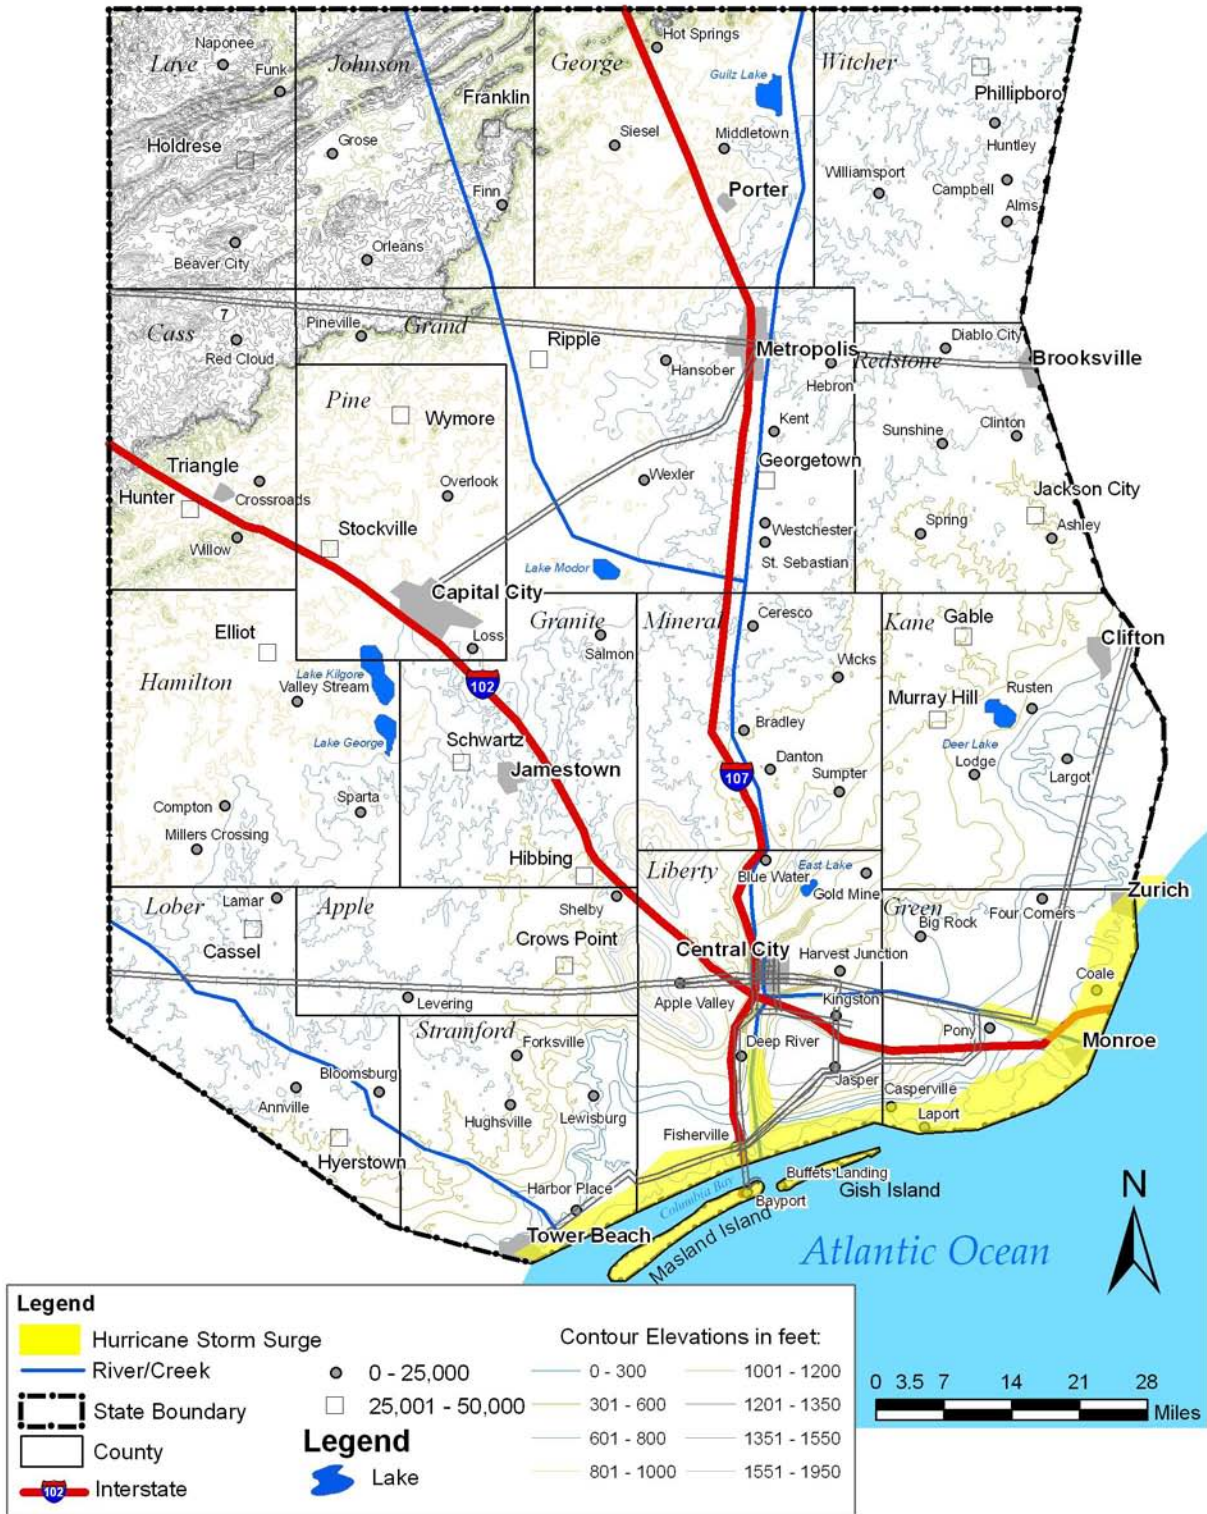 Hot Springs
Naponee
Laye
Funk
Johnson
George
Guilz Lake
Witcher
Phillipboro
Franklin
Holdrese
Grose
Siesel
Middletown
Huntley
Williamsport
Campbell
Porter
Finn
Alms
Beaver City
Orleans
Cass
7
Pineville
Grand
Ripple
Metropolis
Diablo City
Redstone
Brooksville
Red Cloud
Hansober
Hebron
Pine
Wymore
Kent
Sunshine
Clinton
Triangle
Georgetown
Wexler
Crossroads
Overlook
Jackson City
Hunter
Stockville
Westchester
Spring
Ashley
Willow
St. Sebastian
Lake Modor
Capital City
Elliot
Granite
Mineral
Ceresco
Kane
Gable
Clifton
Loss
Salmon
Wicks
Lake Kilgore
Hamilton
Valley Stream
102
Murray Hill
Rusten
Bradley
Lake George
Schwartz
Deer Lake
Jamestown
107
Danton
Sumpter
Lodge
Largot
Compton
Sparta
Millers Crossing
Hibbing
Liberty
Blue Water
East Lake
Gold Mine
Zurich
Lober
Lamar
Apple
Shelby
Green
Four Corners
Big Rock
Cassel
Crows Point
Central City
Harvest Junction
Coale
Levering
Apple Valley
Kingston
Stramford
Forksville
Deep River
Pony
Monroe
Jasper
Bloomsburg
Annville
Hughsville
Lewisburg
Casperville
Laport
Fisherville
Hyerstown
Buffets Landing
Gish Island
N
Harbor Place
Columbia Bay
Bayport
Tower Beach
Masland Island
Atlantic Ocean
Legend
Hurricane Storm Surge
River/Creek
State Boundary
County
102 Interstate
0 - 25,000
25,001 - 50,000
Legend
Lake
Contour Elevations in feet:
0 - 300
301 - 600
601 - 800
801 - 1000
1001 - 1200
1201 - 1350
1351 - 1550
1551 - 1950
0 3.5 7 14 21 28
Miles